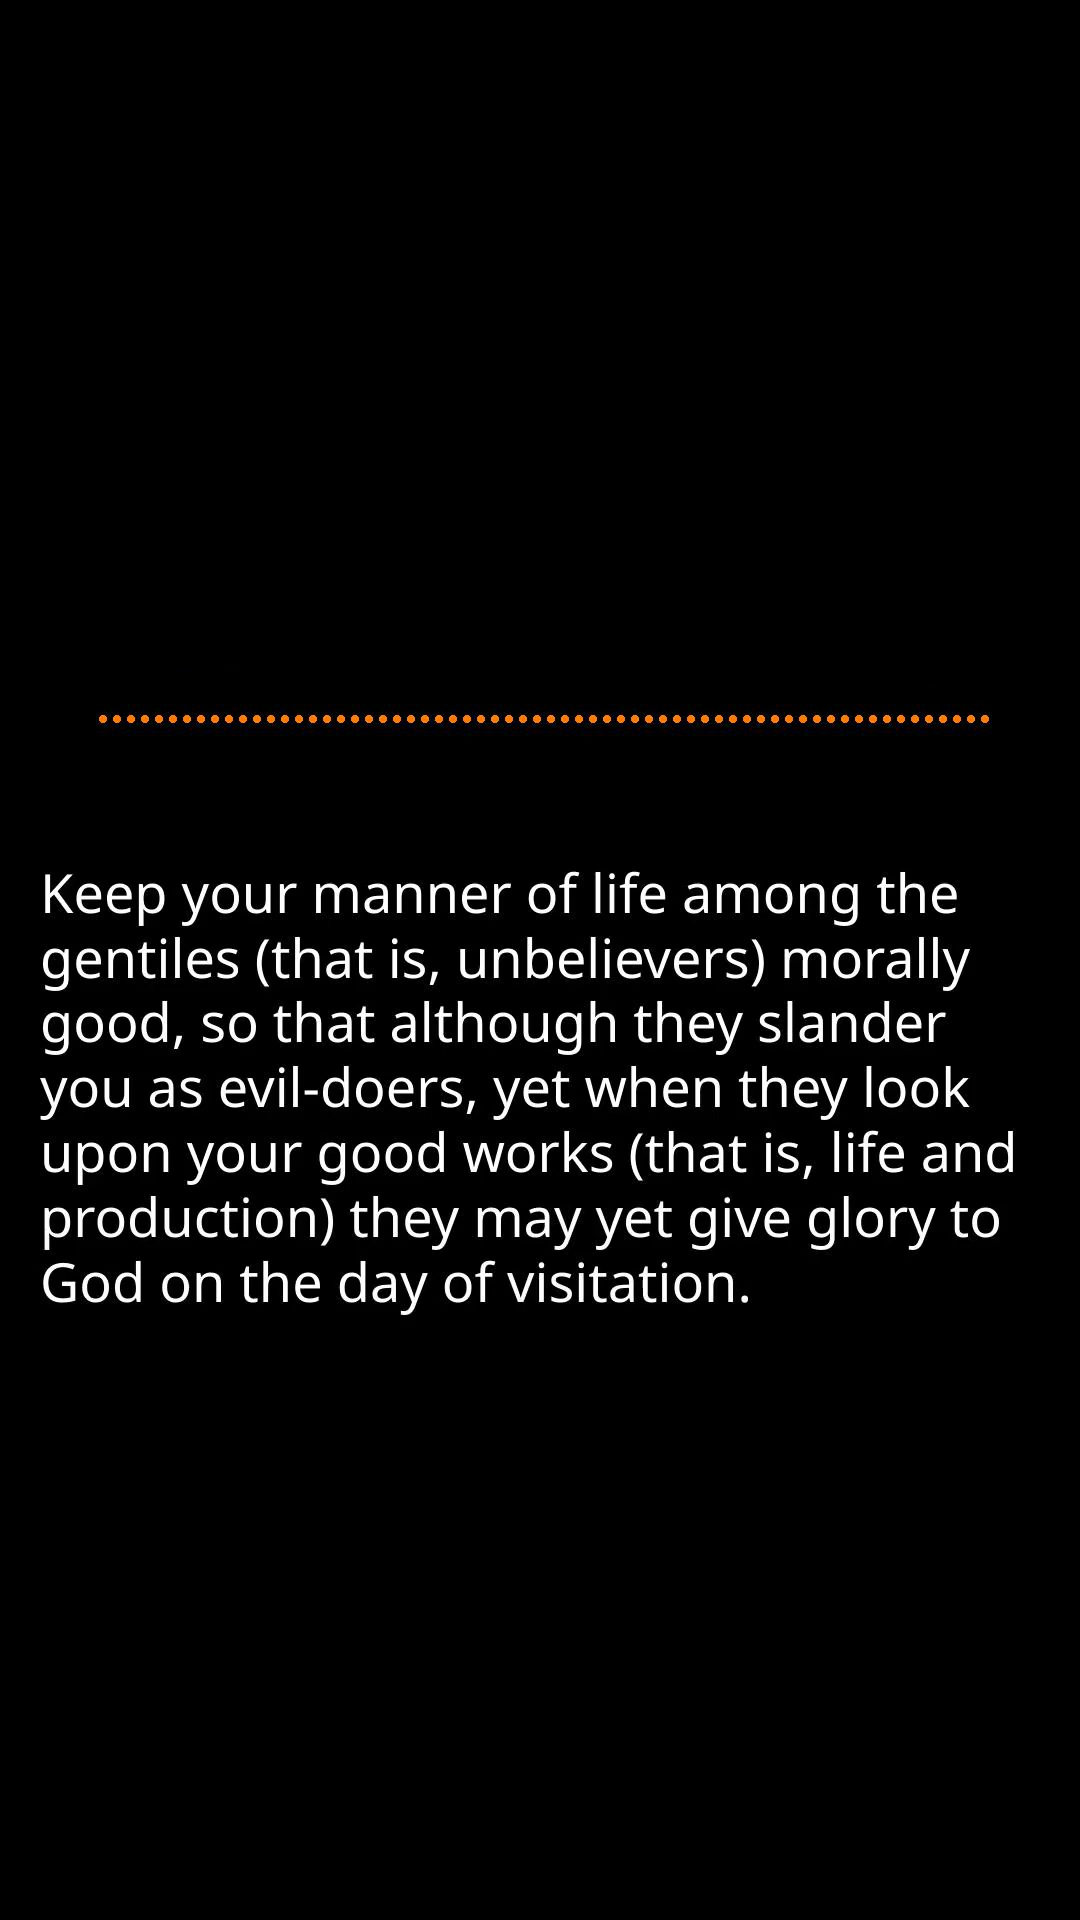 Keep your manner of life among the
gentiles (that is, unbelievers) morally
good, so that although they slander
you as evil-doers, yet when they look
upon your good works (that is, life and
production) they may yet give glory to
God on the day of visitation.